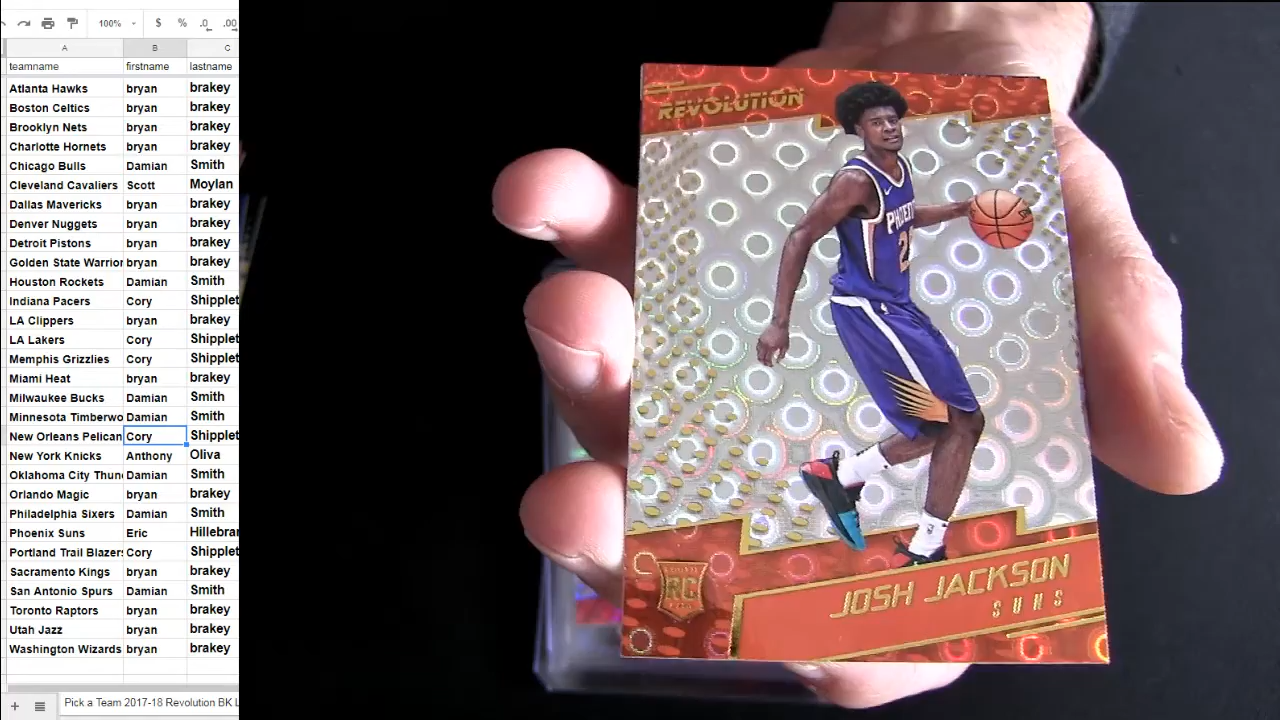 100% $ % .0 .00
A B C
teamname firstname lastname
Atlanta Hawks bryan brakey
Boston Celtics bryan brakey
Brooklyn Nets bryan brakey
Charlotte Hornets bryan brakey
Chicago Bulls Damian Smith
Cleveland Cavaliers Scott Moylan
Dallas Mavericks bryan brakey
Denver Nuggets bryan brakey
Detroit Pistons bryan brakey
Golden State Warrior bryan brakey
Houston Rockets Damian Smith
Indiana Pacers Cory Shipplet
LA Clippers bryan brakey
LA Lakers Cory Shipplet
Memphis Grizzlies Cory Shipplet
Miami Heat bryan brakey
Milwaukee Bucks Damian Smith
Minnesota Timberwo Damian Smith
New Orleans Pelican Cory Shipplet
New York Knicks Anthony Oliva
Oklahoma City Thun Damian Smith
Orlando Magic bryan brakey
Philadelphia Sixers Damian Smith
Phoenix Suns Eric Hillebran
Portland Trail Blazers Cory Shipplet
Sacramento Kings bryan brakey
San Antonio Spurs Damian Smith
Toronto Raptors bryan brakey
Utah Jazz bryan brakey
Washington Wizards bryan brakey
Pick a Team 2017-18 Revolution BK L
REVOLUTION
PHOENI
2
RC
JOSH JACKSON
SUNS